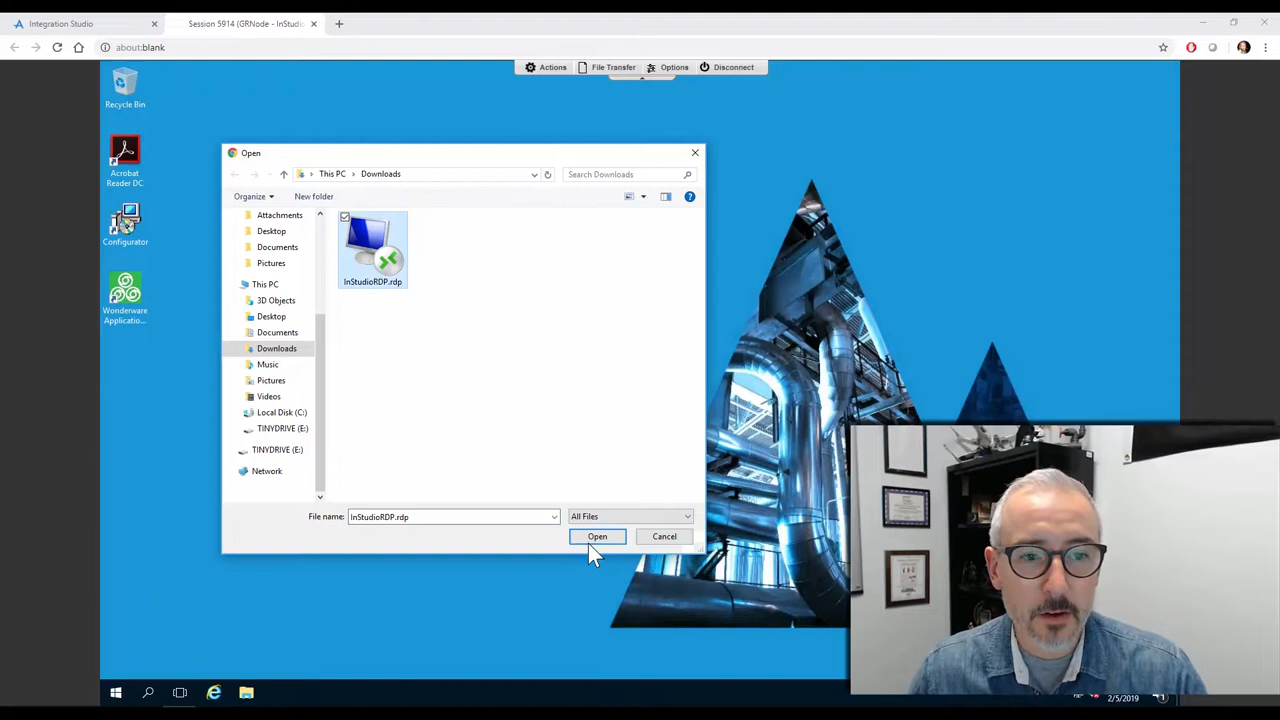 Integration Studio
Session 5914 (GRNode - InStudio
about:blank
Actions
File Transfer
Options
Disconnect
Recycle Bin
Acrobat
Reader DC
Configurator
Wonderware
Applicatio...
Open
This PC > Downloads
Search Downloads
Organize
New folder
Attachments
Desktop
Documents
Pictures
This PC
3D Objects
Desktop
Documents
Downloads
Music
Pictures
Videos
Local Disk (C:)
TINYDRIVE (E:)
TINYDRIVE (E:)
Network
InStudioRDP.rdp
File name:
InStudioRDP.rdp
All Files
Open
Cancel
2/5/2019